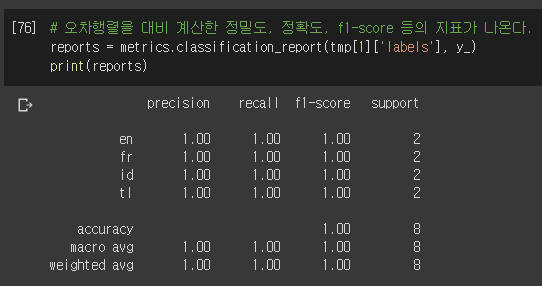 [76] # 오차행렬을 대비 계산한 정밀도, 정확도, f1-score 등의 지표가 나온다.
reports = metrics.classification_report(tmp[1]['labels'], y_)
print(reports)
precision recall f1-score support
en 1.00 1.00 1.00 2
fr 1.00 1.00 1.00 2
id 1.00 1.00 1.00 2
tl 1.00 1.00 1.00 2
accuracy 1.00 8
macro avg 1.00 1.00 1.00 8
weighted avg 1.00 1.00 1.00 8